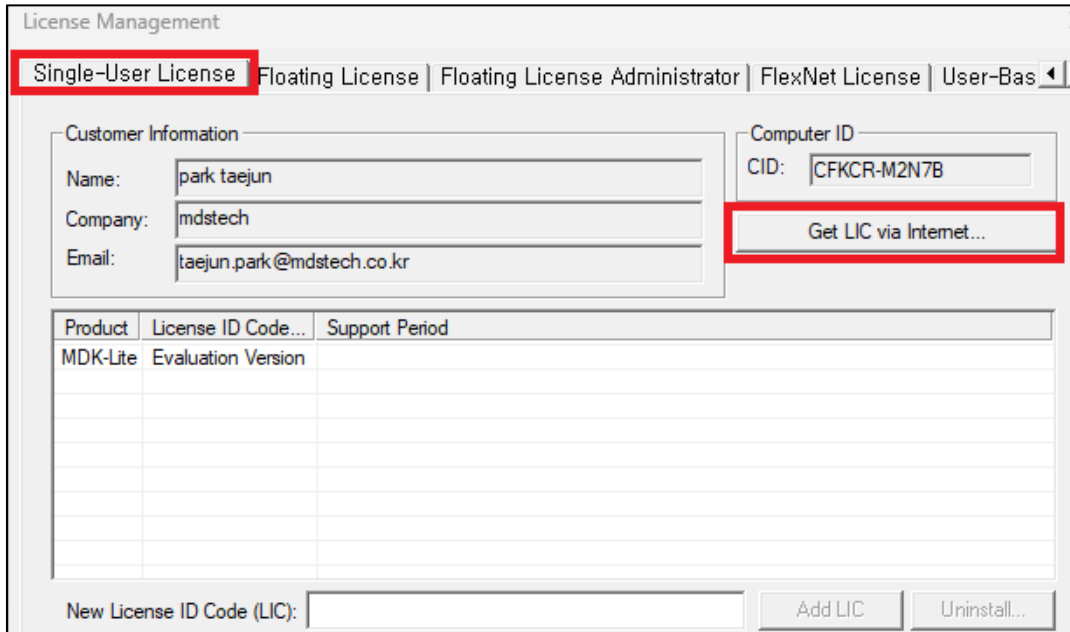 License Management
Single-User License Floating License Floating License Administrator FlexNet License User-Bas
Customer Information
Name: park taejun
Company: mdstech
Email: taejun.park@mdstech.co.kr
Computer ID
CID: CFKCR-M2N7B
Get LIC via Internet...
Product License ID Code... Support Period
MDK-Lite Evaluation Version
New License ID Code (LIC): Add LIC Uninstall...